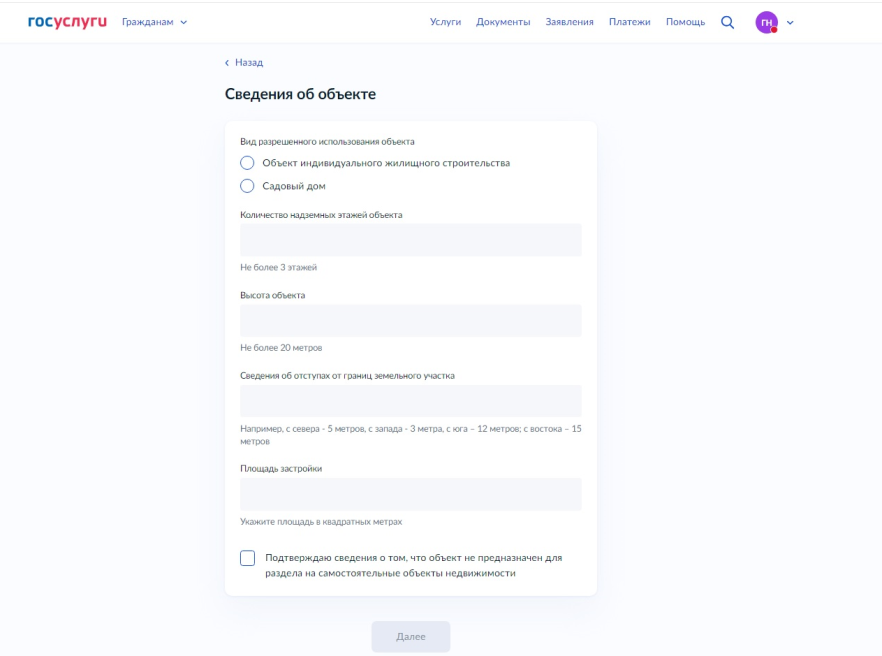 госуслуги Гражданам Услуги Документы Заявления Платежи Помощь ГН
Назад
Сведения об объекте
Вид разрешенного использования объекта
Объект индивидуального жилищного строительства
Садовый дом
Количество надземных этажей объекта
Не более 3 этажей
Высота объекта
Не более 20 метров
Сведения об отступах от границ земельного участка
Например, с севера - 5 метров, с запада - 3 метра, с юга – 12 метров; с востока – 15
метров
Площадь застройки
Укажите площадь в квадратных метрах
Подтверждаю сведения о том, что объект не предназначен для
раздела на самостоятельные объекты недвижимости
Далее